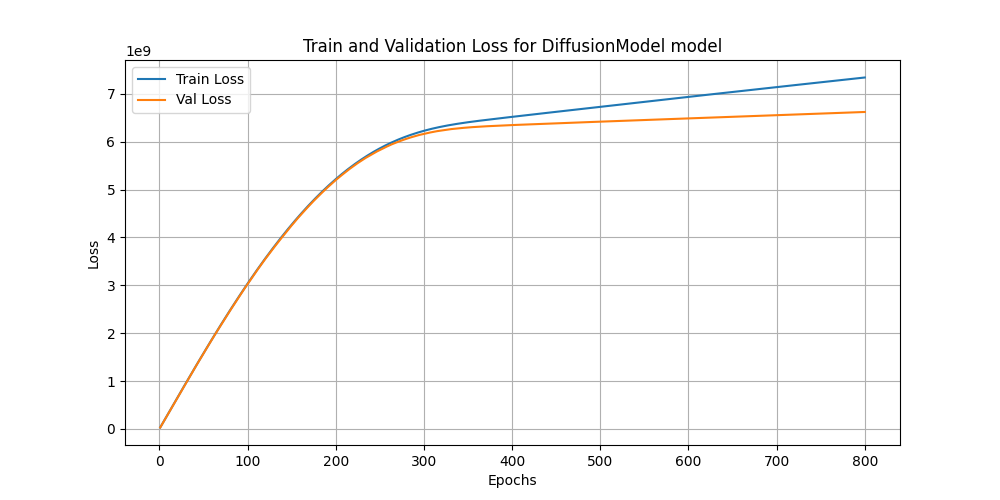 Train and Validation Loss for DiffusionModel model
1e9
Train Loss
Val Loss
7
6
5
4
3
2
1
0
Loss
0 100 200 300 400 500 600 700 800
Epochs